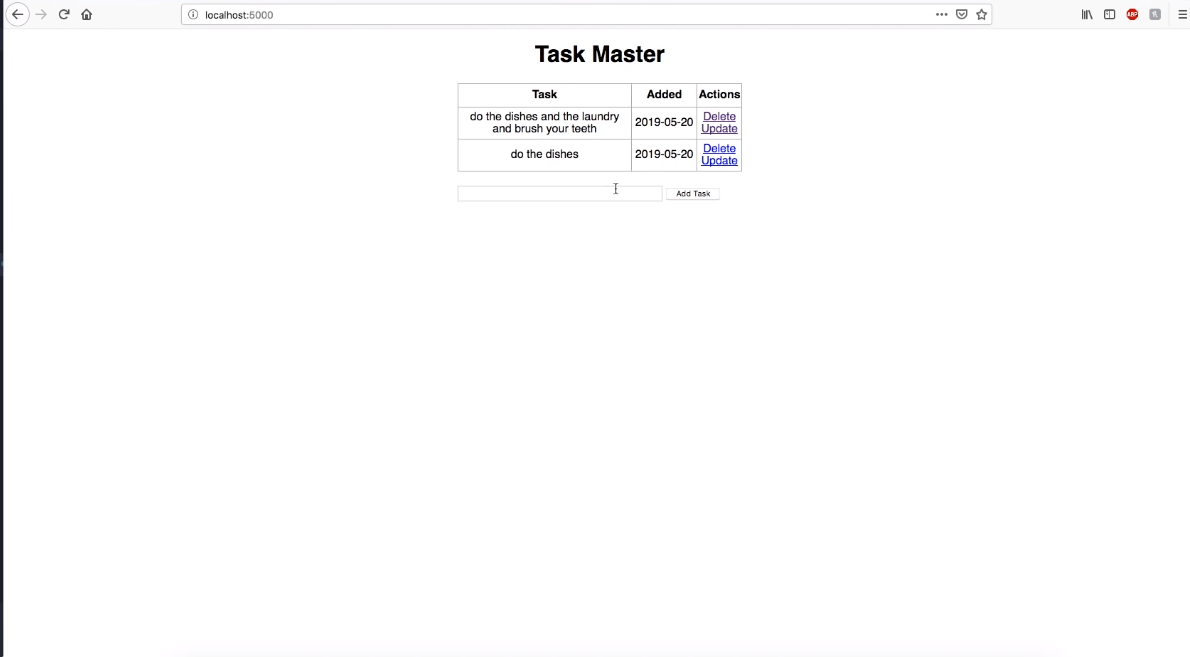 localhost:5000
ABP
Task Master
Task Added Actions
do the dishes and the laundry
and brush your teeth
2019-05-20
Delete
Update
do the dishes
2019-05-20
Delete
Update
Add Task